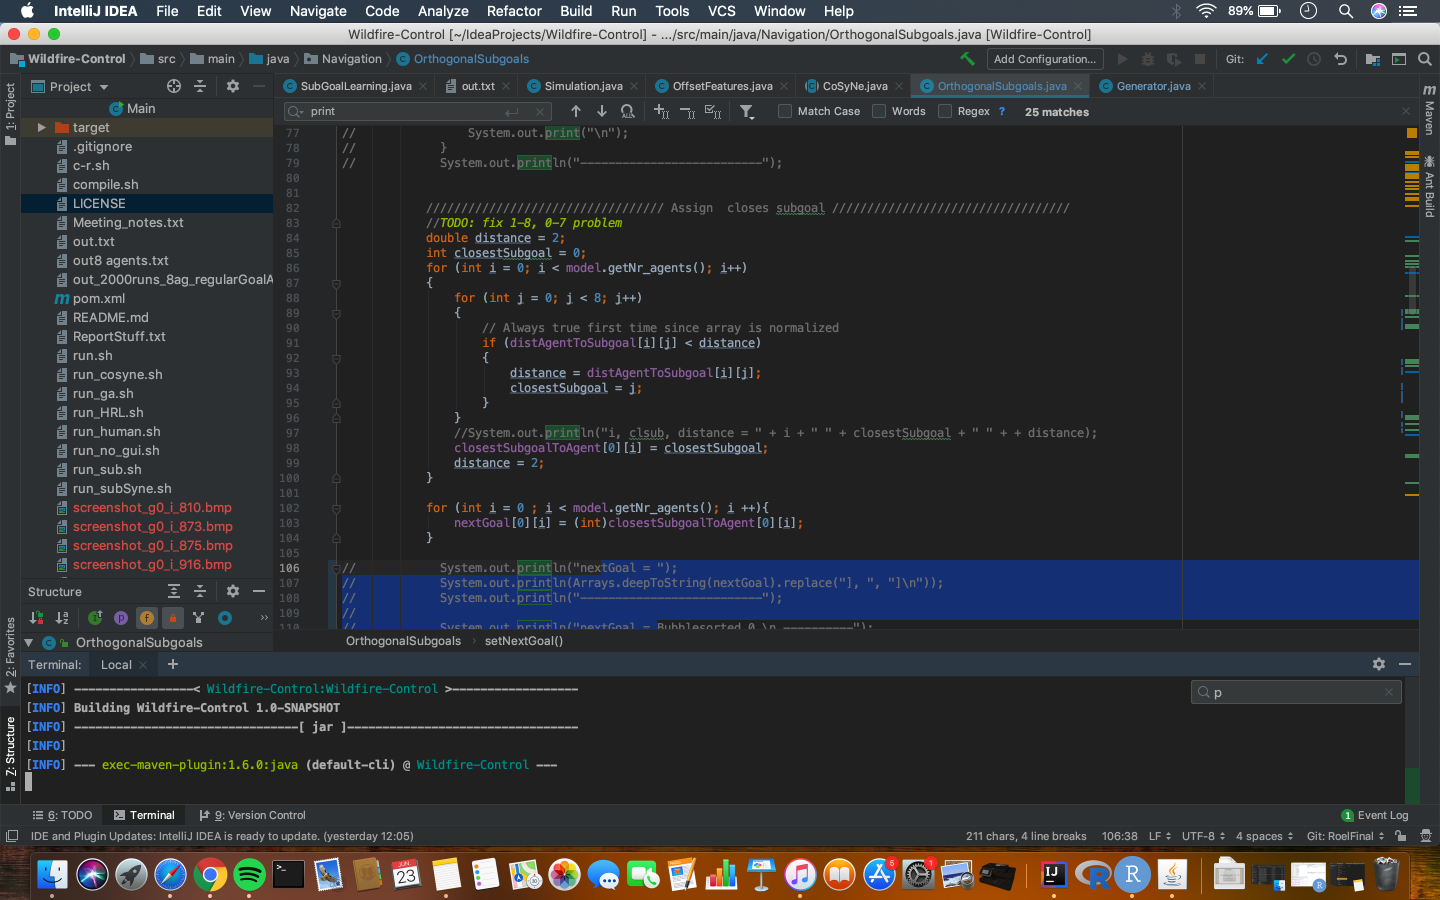 IntelliJ IDEA File Edit View Navigate Code Analyze Refactor Build Run Tools VCS Window Help 89%
Wildfire-Control [~/IdeaProjects/Wildfire-Control] - .../src/main/java/Navigation/OrthogonalSubgoals.java [Wildfire-Control]
Wildfire-Control src main java Navigation OrthogonalSubgoals Add Configuration... Git:
Project
SubGoalLearning.java out.txt Simulation.java OffsetFeatures.java CoSyNe.java OrthogonalSubgoals.java Generator.java
print Match Case Words Regex ? 25 matches
1: Project
Main
target
.gitignore
c-r.sh
compile.sh
LICENSE
Meeting_notes.txt
out.txt
out8 agents.txt
out_2000runs_8ag_regularGoalA
pom.xml
README.md
ReportStuff.txt
run.sh
run_cosyne.sh
run_ga.sh
run_HRL.sh
run_human.sh
run_no_gui.sh
run_sub.sh
run_subSyne.sh
screenshot_g0_i_810.bmp
screenshot_g0_i_873.bmp
screenshot_g0_i_875.bmp
screenshot_g0_i_916.bmp
Structure
OrthogonalSubgoals
77 // System.out.print("\n");
78 // }
79 // System.out.println("--------------------------");
80
81
82 ////////////////////////////////// Assign closes subgoal //////////////////////////////////
83 //TODO: fix 1-8, 0-7 problem
84 double distance = 2;
85 int closestSubgoal = 0;
86 for (int i = 0; i < model.getNr_agents(); i++)
87 {
88 for (int j = 0; j < 8; j++)
89 {
90 // Always true first time since array is normalized
91 if (distAgentToSubgoal[i][j] < distance)
92 {
93 distance = distAgentToSubgoal[i][j];
94 closestSubgoal = j;
95 }
96 }
97 //System.out.println("i, clsub, distance = " + i + " " + closestSubgoal + " " + + distance);
98 closestSubgoalToAgent[0][i] = closestSubgoal;
99 distance = 2;
100 }
101
102 for (int i = 0 ; i < model.getNr_agents(); i ++){
103 nextGoal[0][i] = (int)closestSubgoalToAgent[0][i];
104 }
105
106 // System.out.println("nextGoal = ");
107 // System.out.println(Arrays.deepToString(nextGoal).replace("], ", "]\n"));
108 // System.out.println("--------------------------");
109 //
110 // System.out.println("nextGoal = Bubblesorted 0 \n ----------");
OrthogonalSubgoals setNextGoal()
Maven
Ant Build
2: Favorites
Z: Structure
Terminal: Local +
[INFO] -----------------< Wildfire-Control:Wildfire-Control >------------------
[INFO] Building Wildfire-Control 1.0-SNAPSHOT
[INFO] --------------------------------[ jar ]---------------------------------
[INFO]
[INFO] --- exec-maven-plugin:1.6.0:java (default-cli) @ Wildfire-Control ---
p
6: TODO Terminal 9: Version Control 1 Event Log
IDE and Plugin Updates: IntelliJ IDEA is ready to update. (yesterday 12:05) 211 chars, 4 line breaks 106:38 LF UTF-8 4 spaces Git: RoelFinal
JUN
23
6
1
IJ
R
R